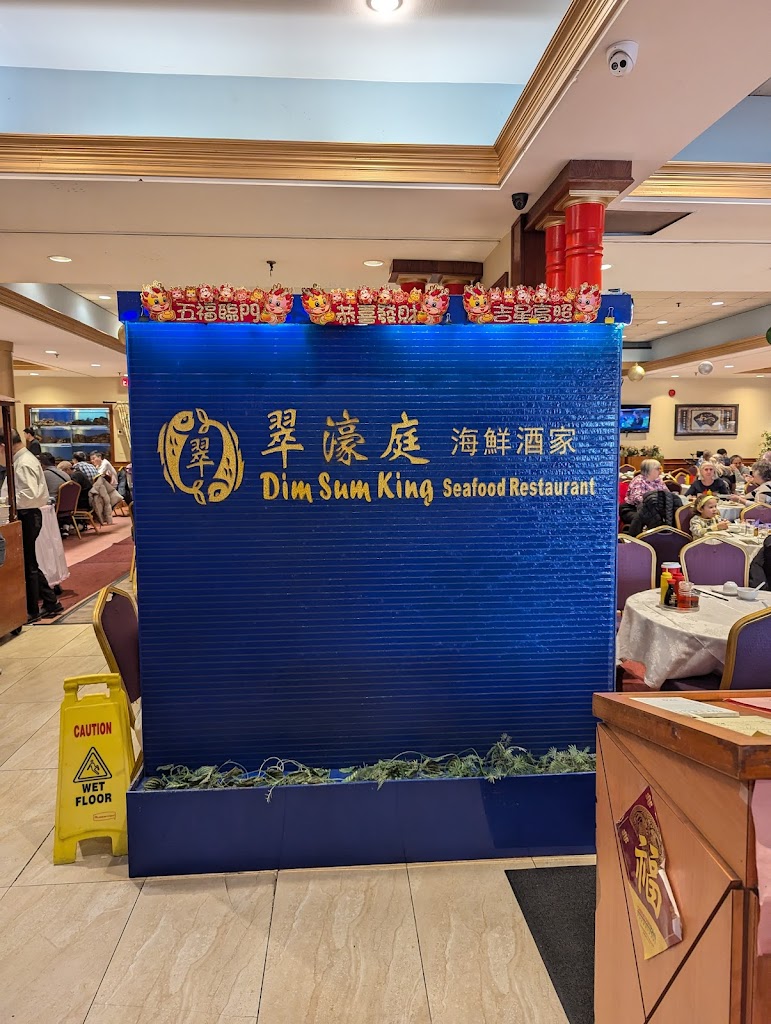 五福臨門 恭喜發財 吉星高照
翠
翠濠庭 海鮮酒家
Dim Sum King Seafood Restaurant
CAUTION
WET
FLOOR
福